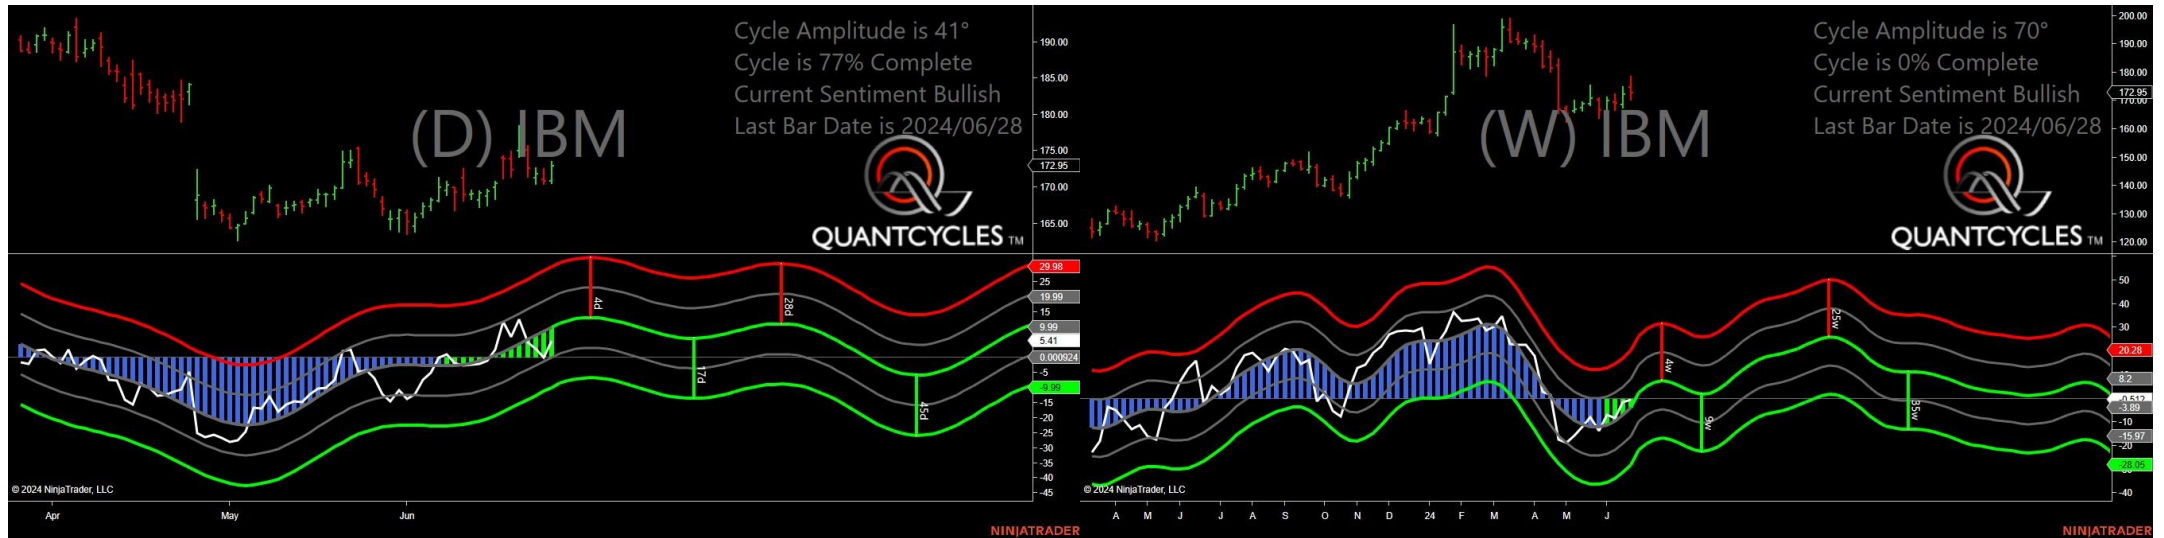 Cycle Amplitude is 41°
Cycle is 77% Complete
Current Sentiment Bullish
Last Bar Date is 2024/06/28
(D) IBM
QUANTCYCLES TM
190.00
185.00
180.00
175.00
172.95
170.00
165.00
29.98
25
19.99
15
9.99
5.41
0.000924
-5
-9.99
-15
-20
-25
-30
-35
-40
-45
4d
28d
17d
45d
© 2024 NinjaTrader, LLC
Apr May Jun
NINJATRADER
Cycle Amplitude is 70°
Cycle is 0% Complete
Current Sentiment Bullish
Last Bar Date is 2024/06/28
(W) IBM
QUANTCYCLES TM
200.00
190.00
180.00
172.95
170.00
160.00
150.00
140.00
130.00
120.00
50
40
30
20.28
8.2
-0.512
-3.89
-10
-15.97
-20
-28.05
-40
4w
25w
9w
35w
© 2024 NinjaTrader, LLC
A M J J A S O N D 24 F M A M J
NINJATRADER